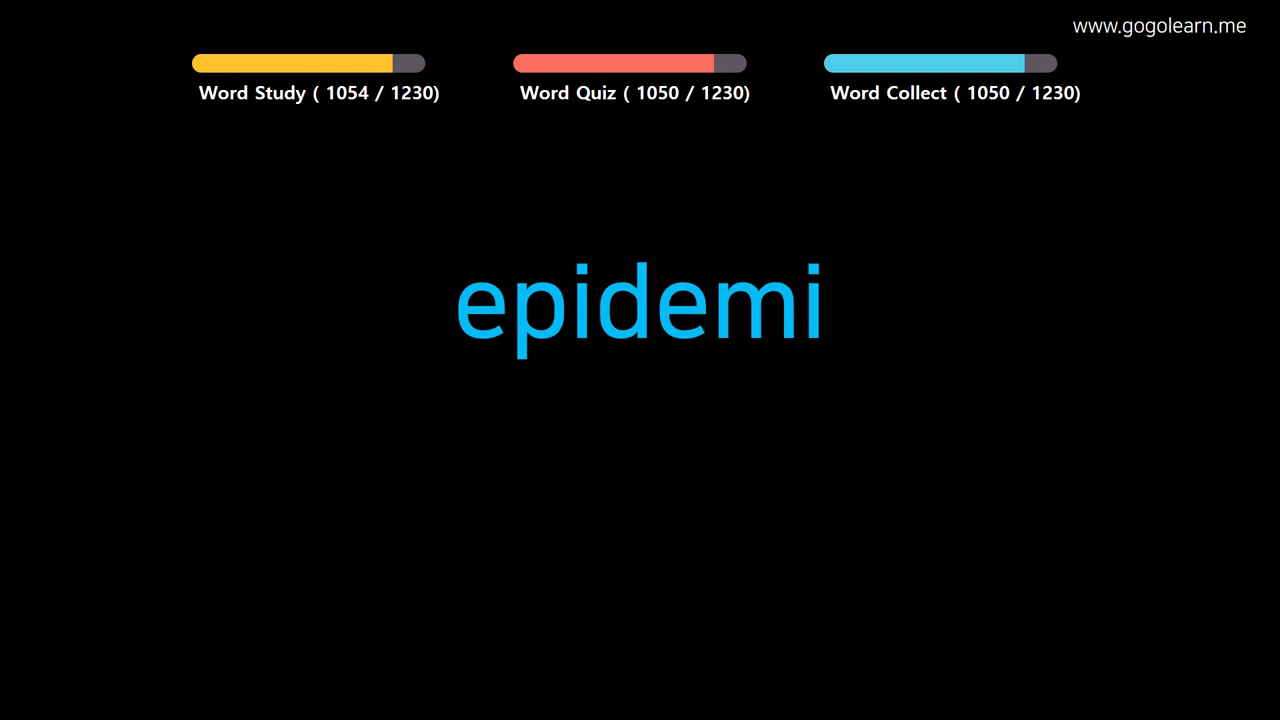 www.gogolearn.me
Word Study ( 1054 / 1230)
Word Quiz ( 1050 / 1230)
Word Collect ( 1050 / 1230)
epidemi